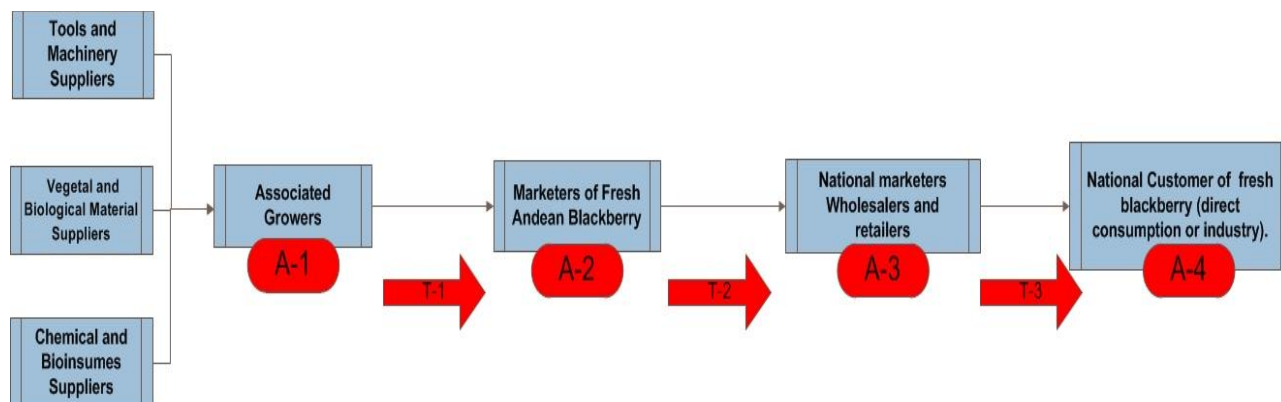 Tools and
Machinery
Suppliers
Vegetal and
Biological Material
Suppliers
Chemical and
Bioinsumes
Suppliers
Associated
Growers
A-1
T-1
Marketers of Fresh
Andean Blackberry
A-2
T-2
National marketers
Wholesalers and
retailers
A-3
T-3
National Customer of fresh
blackberry (direct
consumption or industry).
A-4